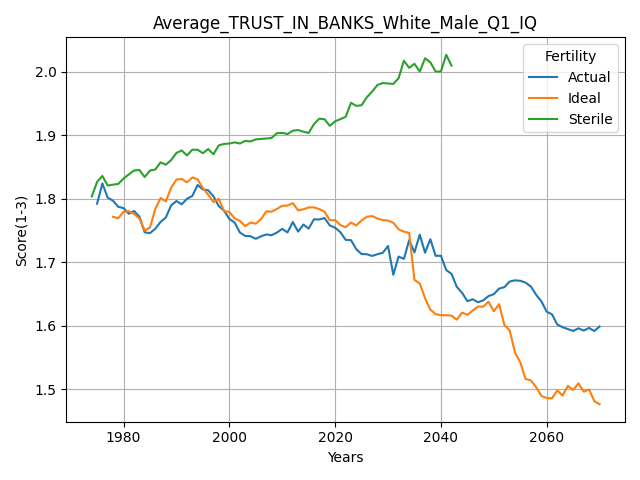 Average_TRUST_IN_BANKS_White_Male_Q1_IQ
Fertility
Actual
Ideal
Sterile
Score(1-3)
2.0
1.9
1.8
1.7
1.6
1.5
1980
2000
2020
2040
2060
Years